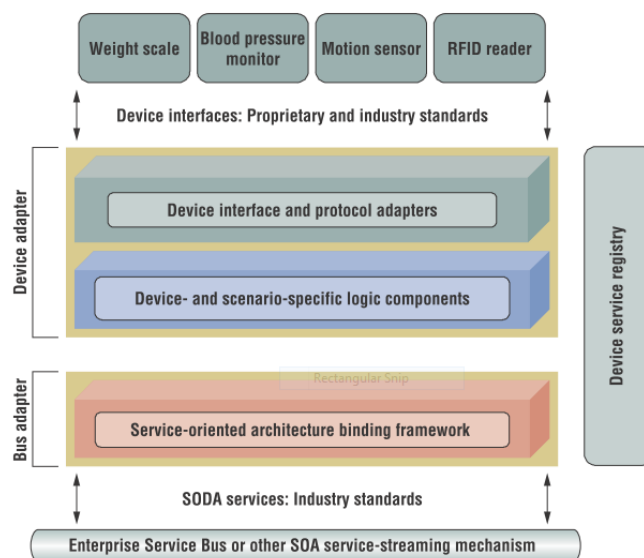 Weight scale
Blood pressure
monitor
Motion sensor
RFID reader
Device interfaces: Proprietary and industry standards
Device adapter
Device interface and protocol adapters
Device- and scenario-specific logic components
Device service registry
Rectangular Snip
Bus adapter
Service-oriented architecture binding framework
SODA services: Industry standards
Enterprise Service Bus or other SOA service-streaming mechanism